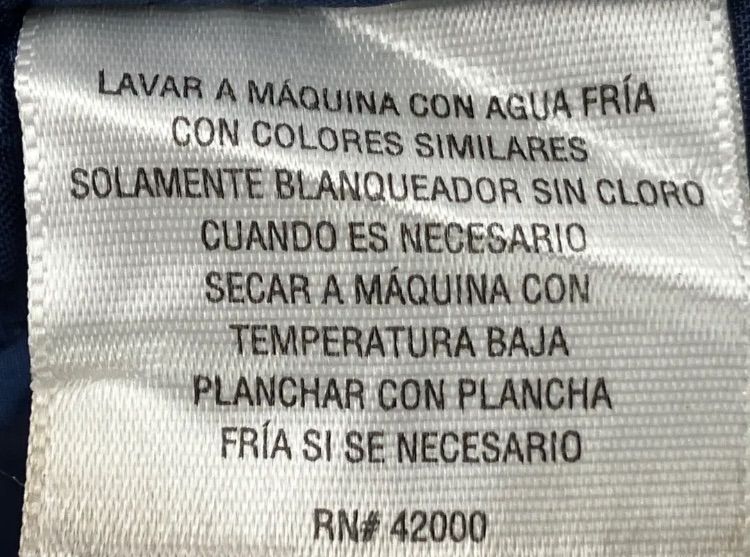 LAVAR A MÁQUINA CON AGUA FRÍA
CON COLORES SIMILARES
SOLAMENTE BLANQUEADOR SIN CLORO
CUANDO ES NECESARIO
SECAR A MÁQUINA CON
TEMPERATURA BAJA
PLANCHAR CON PLANCHA
FRÍA SI SE NECESARIO
RN# 42000